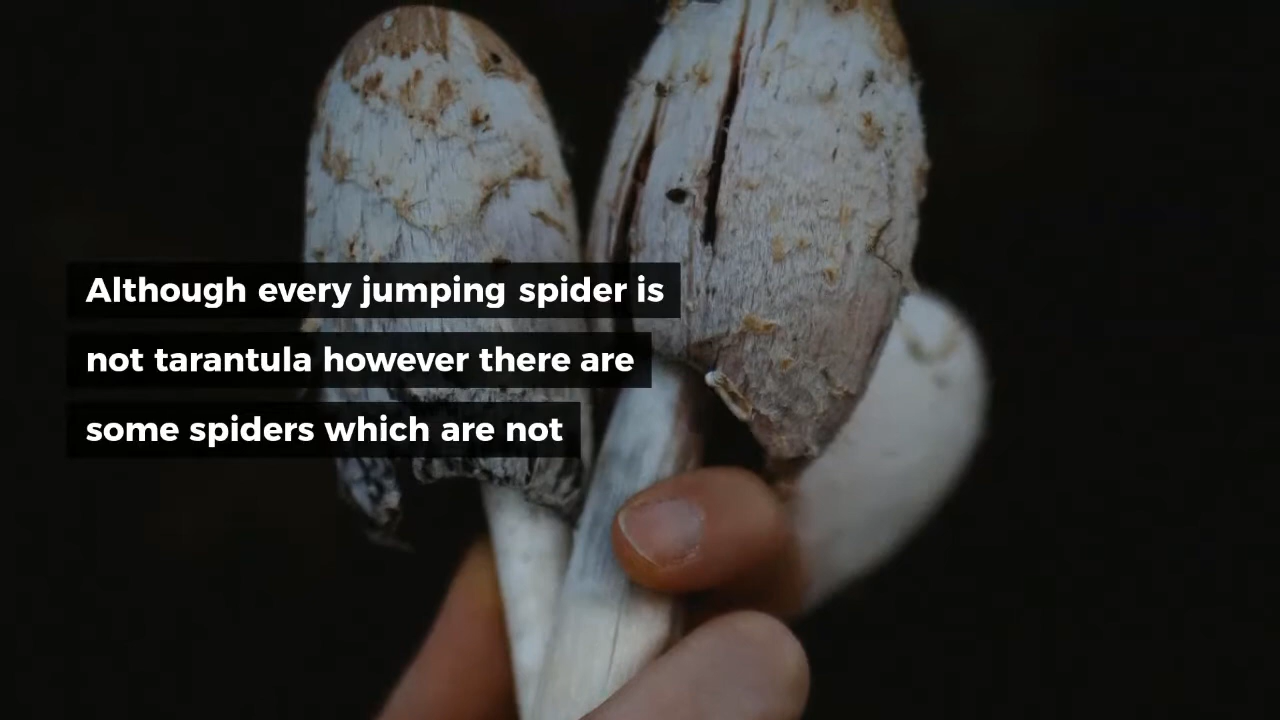 Although every jumping spider is
not tarantula however there are
some spiders which are not